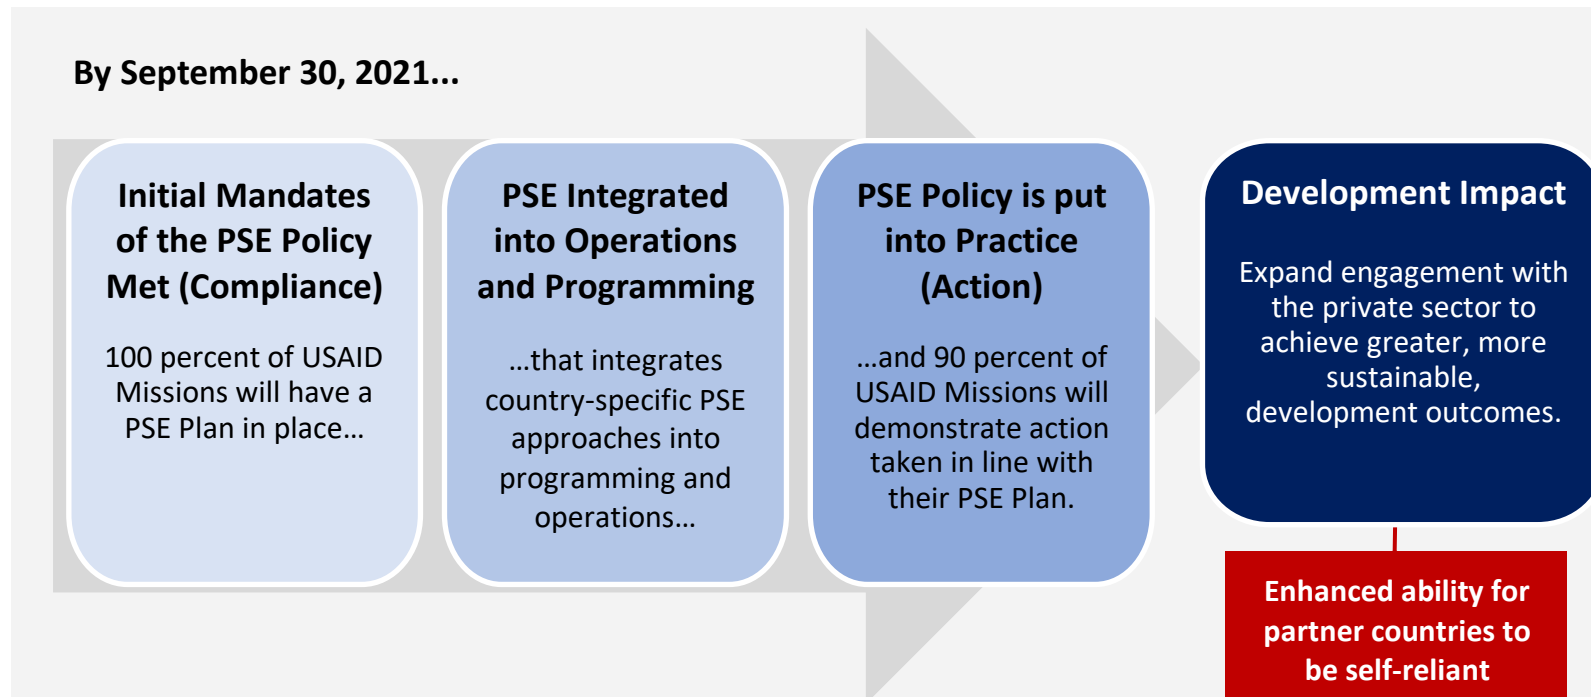 By September 30, 2021...
Initial Mandates
of the PSE Policy
Met (Compliance)
100 percent of USAID
Missions will have a
PSE Plan in place…
PSE Integrated
into Operations
and Programming
…that integrates
country-specific PSE
approaches into
programming and
operations…
PSE Policy is put
into Practice
(Action)
…and 90 percent of
USAID Missions will
demonstrate action
taken in line with
their PSE Plan.
Development Impact
Expand engagement with
the private sector to
achieve greater, more
sustainable,
development outcomes.
Enhanced ability for
partner countries to
be self-reliant